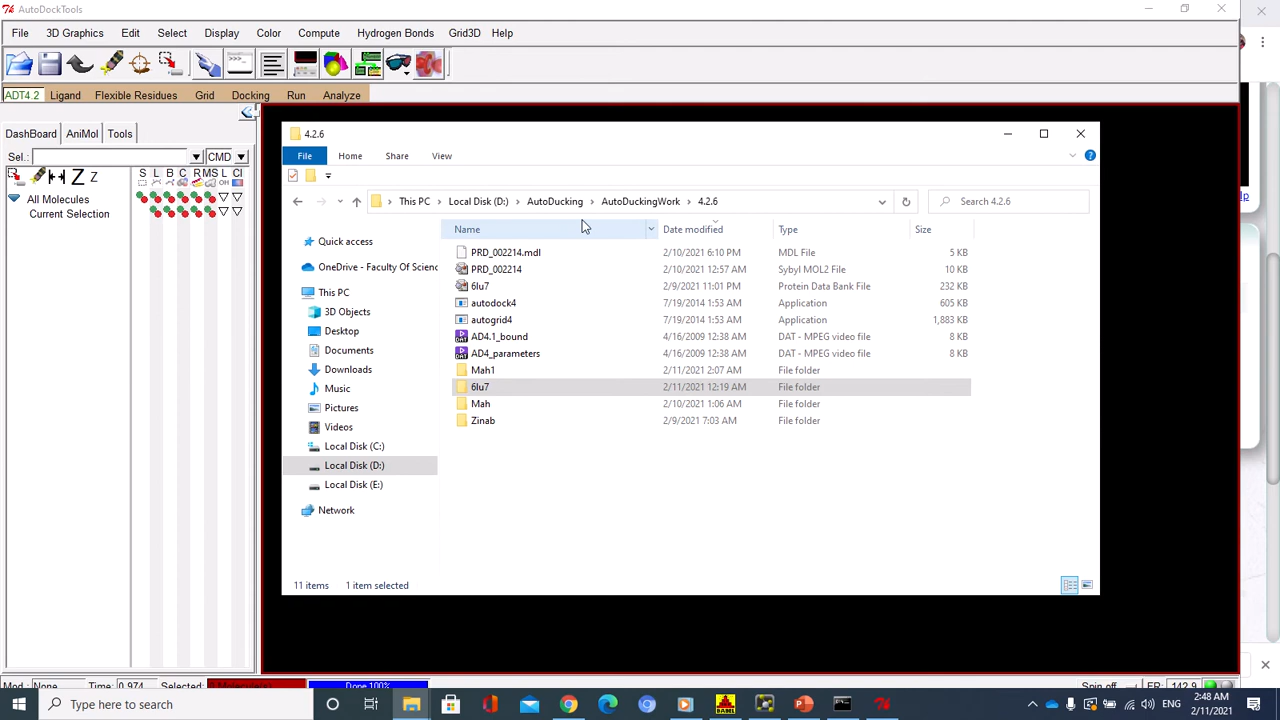 AutoDockTools
File 3D Graphics Edit Select Display Color Compute Hydrogen Bonds Grid3D Help
ADT4.2 Ligand Flexible Residues Grid Docking Run Analyze
DashBoard AniMol Tools
Sel.: CMD
S L B C R MS L Cl
All Molecules
Current Selection
4.2.6
File Home Share View
This PC Local Disk (D:) AutoDucking AutoDuckingWork 4.2.6
Search 4.2.6
Name Date modified Type Size
Quick access
OneDrive - Faculty Of Scienc
This PC
3D Objects
Desktop
Documents
Downloads
Music
Pictures
Videos
Local Disk (C:)
Local Disk (D:)
Local Disk (E:)
Network
PRD_002214.mdl 2/10/2021 6:10 PM MDL File 5 KB
PRD_002214 2/10/2021 12:57 AM Sybyl MOL2 File 10 KB
6lu7 2/9/2021 11:01 PM Protein Data Bank File 232 KB
autodock4 7/19/2014 1:53 AM Application 605 KB
autogrid4 7/19/2014 1:53 AM Application 1,883 KB
AD4.1_bound 4/16/2009 12:38 AM DAT - MPEG video file 8 KB
AD4_parameters 4/16/2009 12:38 AM DAT - MPEG video file 8 KB
Mah1 2/11/2021 2:07 AM File folder
6lu7 2/11/2021 12:19 AM File folder
Mah 2/10/2021 1:06 AM File folder
Zinab 2/9/2021 7:03 AM File folder
11 items 1 item selected
Mod.: None Time: 0.974 Selected: Done 100% Spin off FR: 142.9
Type here to search
BABEL
ENG
2:48 AM
2/11/2021